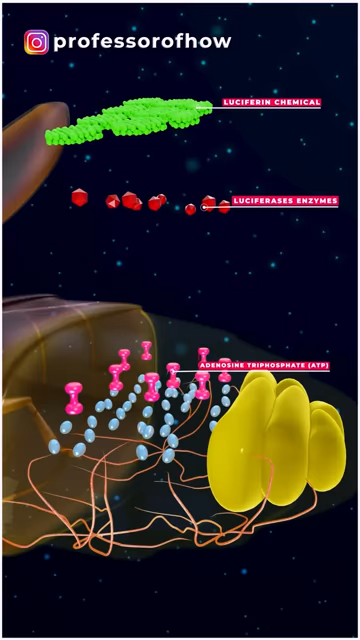 professorofhow
LUCIFERIN CHEMICAL
LUCIFERASES ENZYMES
ADENOSINE TRIPHOSPHATE (ATP)